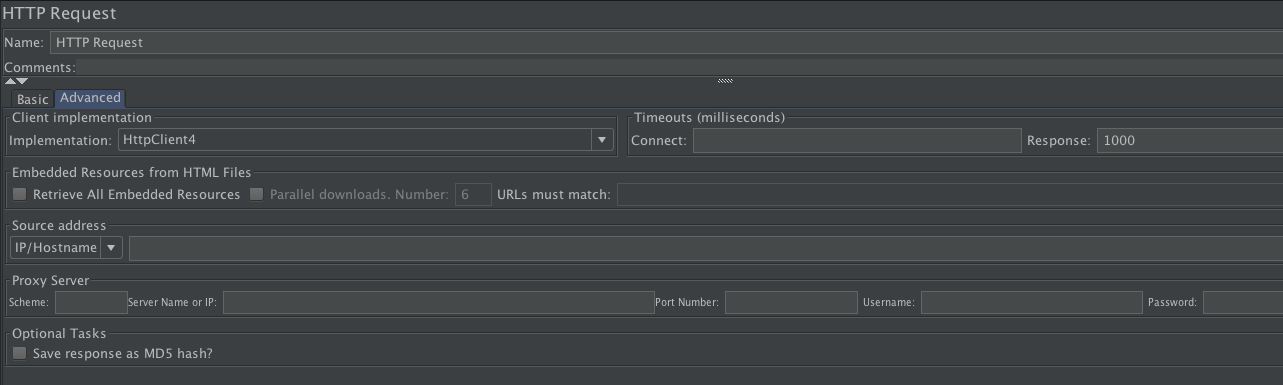 HTTP Request
Name: HTTP Request
Comments:
Basic Advanced
Client implementation Timeouts (milliseconds)
Implementation: HttpClient4 Connect: Response: 1000
Embedded Resources from HTML Files
Retrieve All Embedded Resources Parallel downloads. Number: 6 URLs must match:
Source address
IP/Hostname
Proxy Server
Scheme: Server Name or IP: Port Number: Username: Password:
Optional Tasks
Save response as MD5 hash?